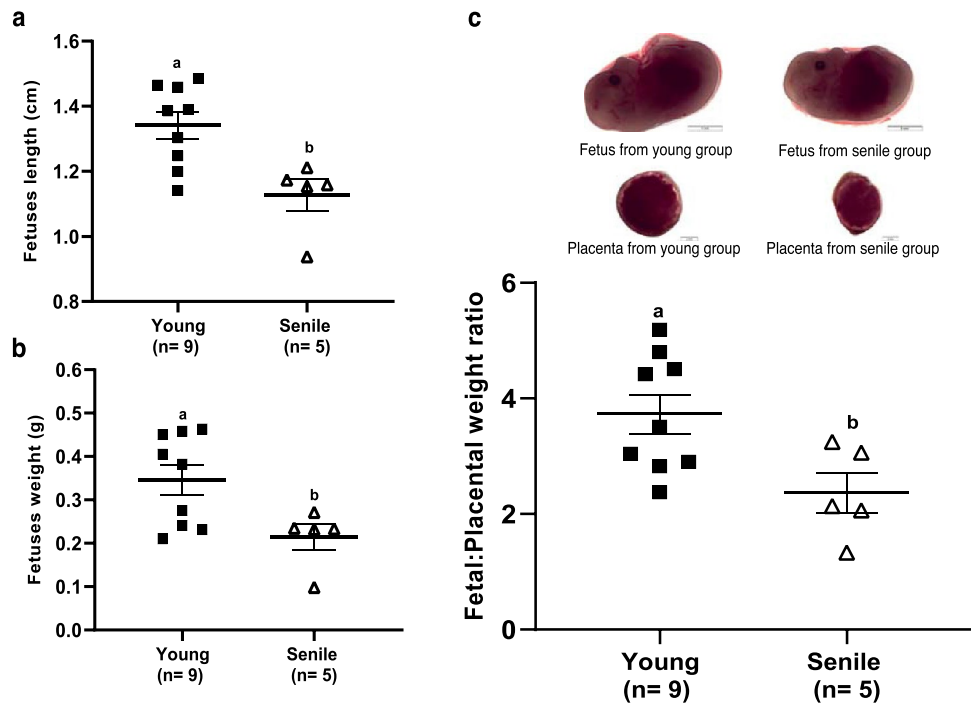 a
Fetuses length (cm)
1.6
1.4
1.2
1.0
0.8
a
b
Young
(n= 9)
Senile
(n= 5)
b
Fetuses weight (g)
0.6
0.5
0.4
0.3
0.2
0.1
0.0
a
b
Young
(n= 9)
Senile
(n= 5)
c
Fetus from young group
Fetus from senile group
Placenta from young group
Placenta from senile group
Fetal:Placental weight ratio
6
4
2
0
a
b
Young
(n= 9)
Senile
(n= 5)